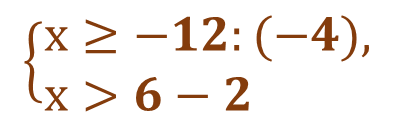 x ≥ −12: (−4),
x > 6 − 2